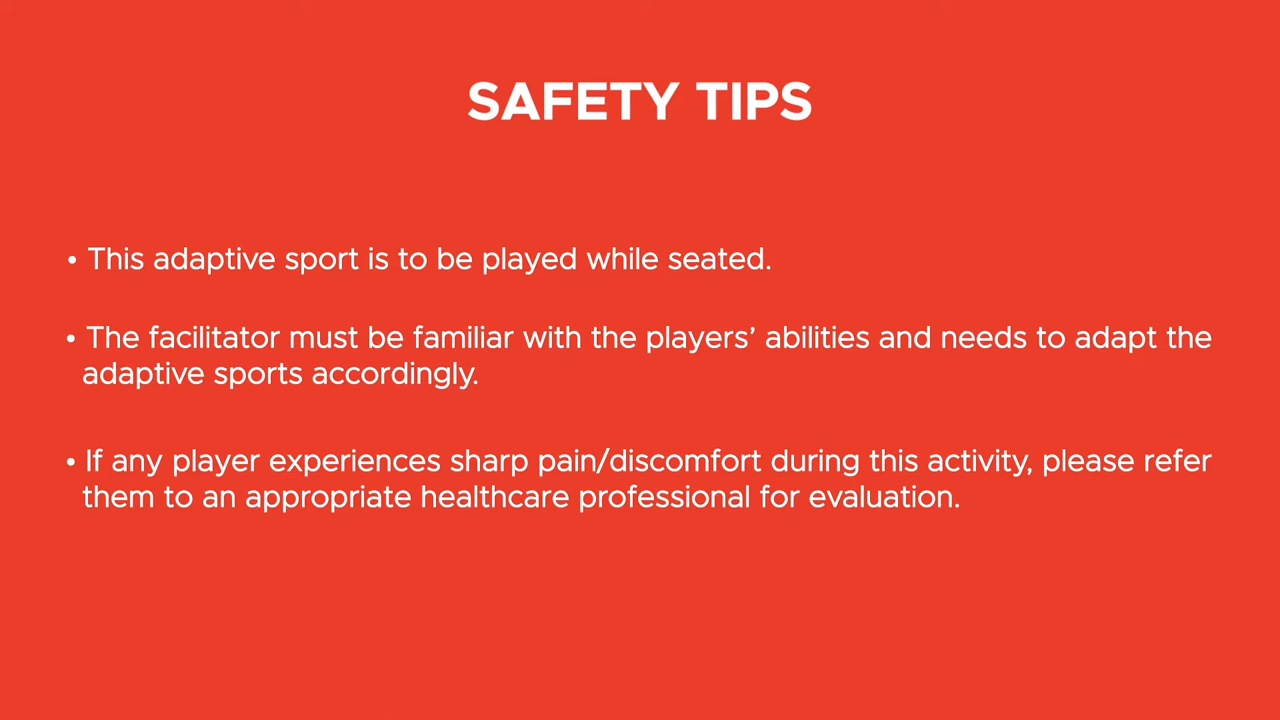 SAFETY TIPS
• This adaptive sport is to be played while seated.
• The facilitator must be familiar with the players’ abilities and needs to adapt the
adaptive sports accordingly.
• If any player experiences sharp pain/discomfort during this activity, please refer
them to an appropriate healthcare professional for evaluation.